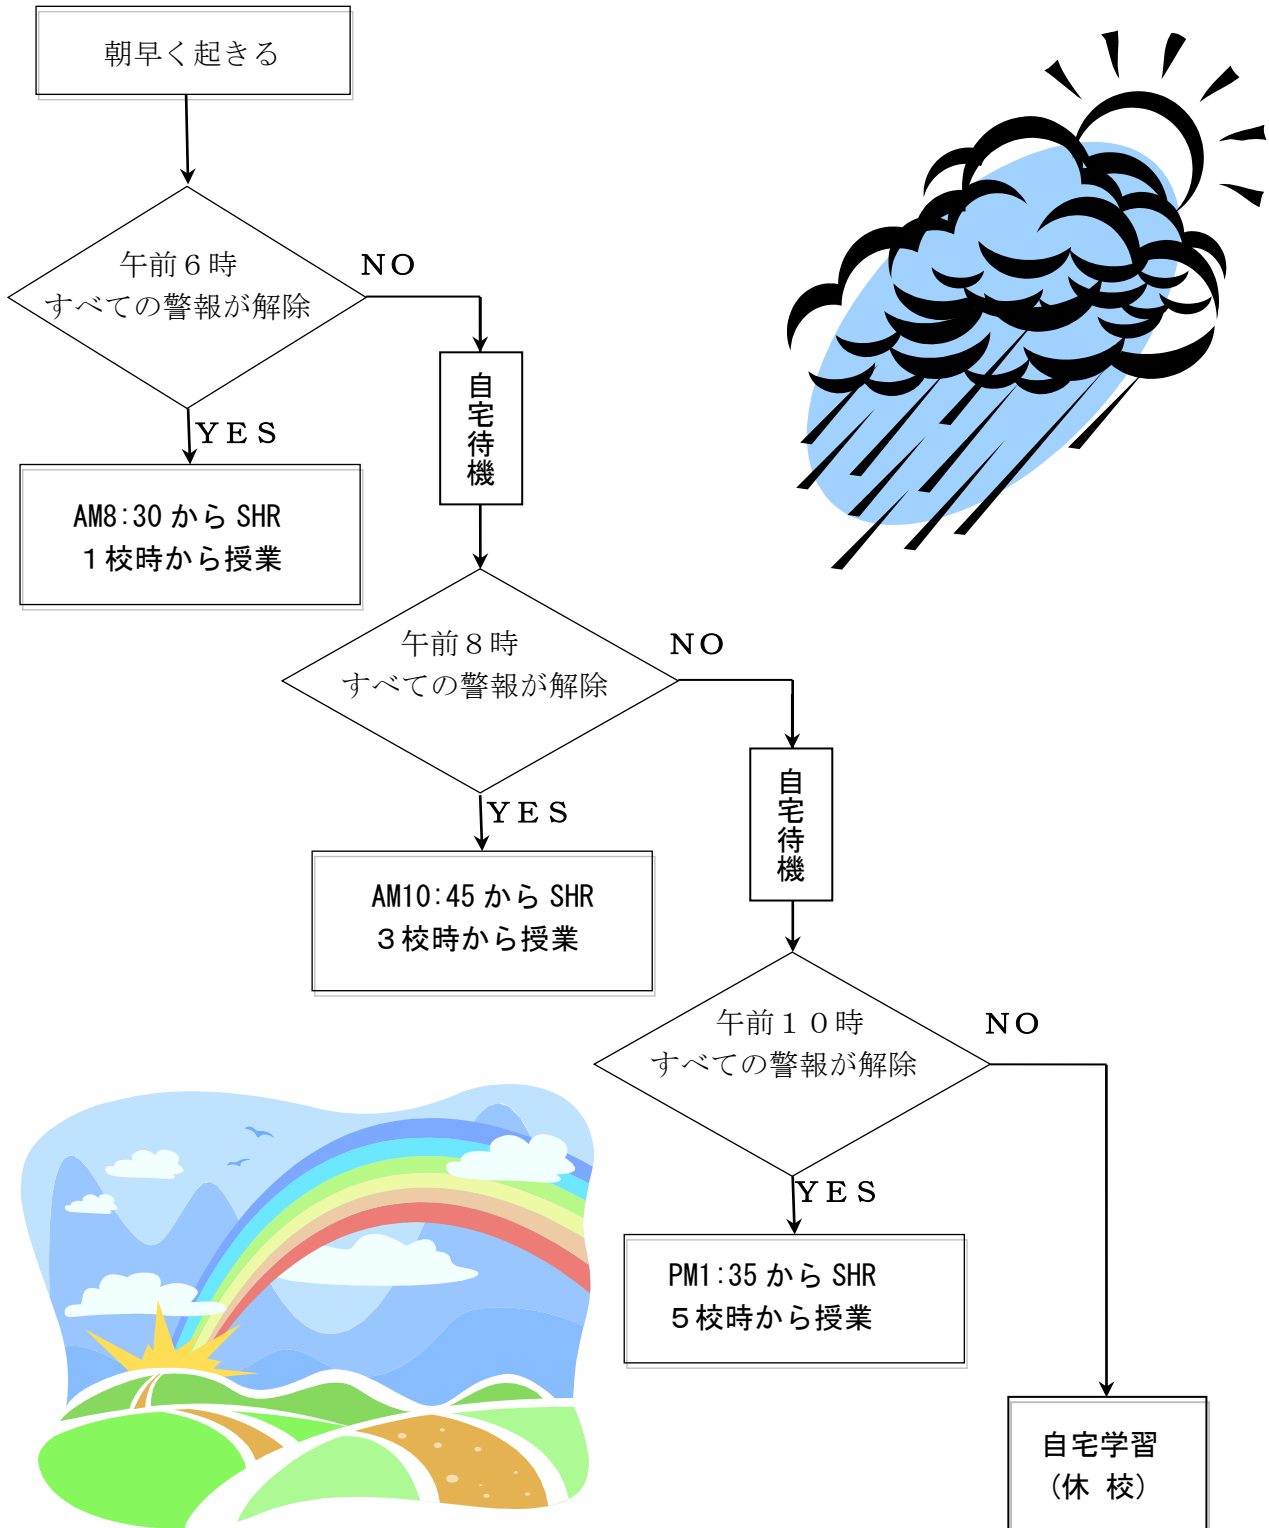 朝早く起きる
午前６時
すべての警報が解除
ＮＯ
ＹＥＳ
自宅待機
AM8:30 から SHR
１校時から授業
午前８時
すべての警報が解除
ＮＯ
ＹＥＳ
自宅待機
AM10:45 から SHR
３校時から授業
午前１０時
すべての警報が解除
ＮＯ
ＹＥＳ
PM1:35 から SHR
５校時から授業
自宅学習
（休 校）